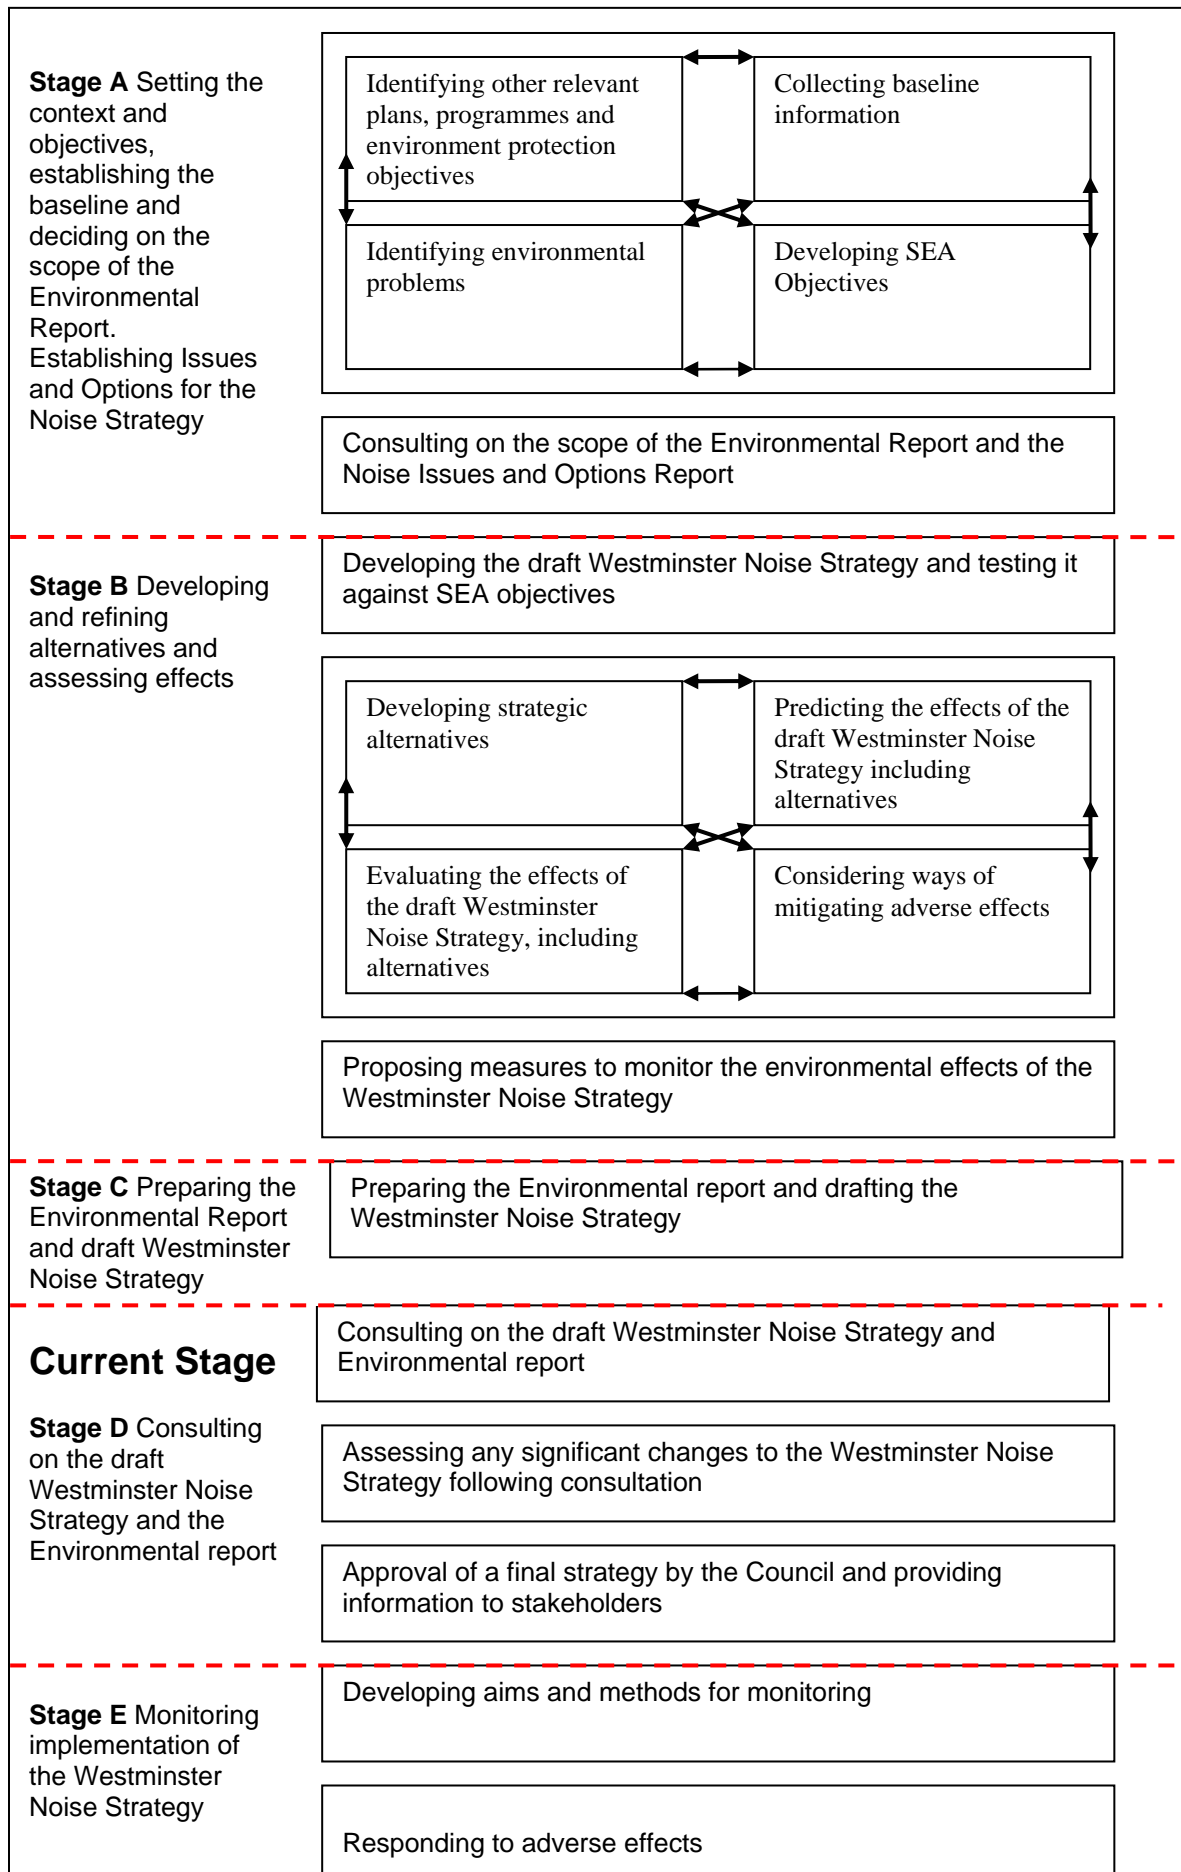 Stage A Setting the
context and
objectives,
establishing the
baseline and
deciding on the
scope of the
Environmental
Report.
Establishing Issues
and Options for the
Noise Strategy
Identifying other relevant
plans, programmes and
environment protection
objectives
Collecting baseline
information
Identifying environmental
problems
Developing SEA
Objectives
Consulting on the scope of the Environmental Report and the
Noise Issues and Options Report
Stage B Developing
and refining
alternatives and
assessing effects
Developing the draft Westminster Noise Strategy and testing it
against SEA objectives
Developing strategic
alternatives
Predicting the effects of the
draft Westminster Noise
Strategy including
alternatives
Evaluating the effects of
the draft Westminster
Noise Strategy, including
alternatives
Considering ways of
mitigating adverse effects
Proposing measures to monitor the environmental effects of the
Westminster Noise Strategy
Stage C Preparing the
Environmental Report
and draft Westminster
Noise Strategy
Preparing the Environmental report and drafting the
Westminster Noise Strategy
Current Stage
Stage D Consulting
on the draft
Westminster Noise
Strategy and the
Environmental report
Consulting on the draft Westminster Noise Strategy and
Environmental report
Assessing any significant changes to the Westminster Noise
Strategy following consultation
Approval of a final strategy by the Council and providing
information to stakeholders
Stage E Monitoring
implementation of
the Westminster
Noise Strategy
Developing aims and methods for monitoring
Responding to adverse effects